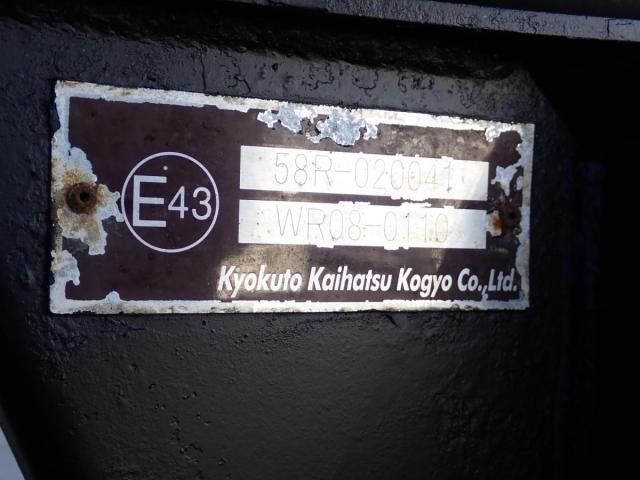 E43
58R-020041
WR08-0110
Kyokuto Kaihatsu Kogyo Co.,Ltd.